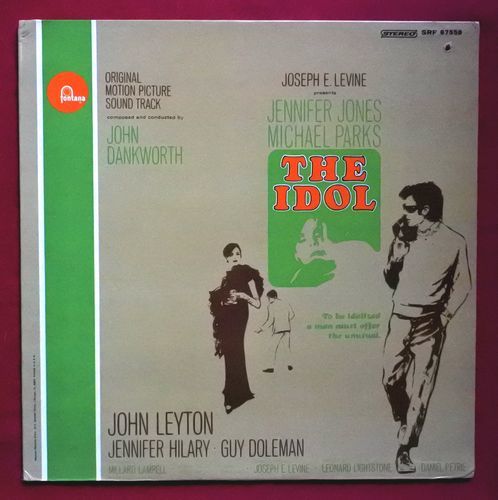 STEREO SRF 67559
fontana
ORIGINAL
MOTION PICTURE
SOUND TRACK
composed and conducted by
JOHN
DANKWORTH
JOSEPH E. LEVINE
presents
JENNIFER JONES
MICHAEL PARKS
THE
IDOL
To be idolized
a man must offer
the unusual.
JOHN LEYTON
JENNIFER HILARY · GUY DOLEMAN
MILLARD LAMPELL JOSEPH E. LEVINE LEONARD LIGHTSTONE DANIEL PETRIE